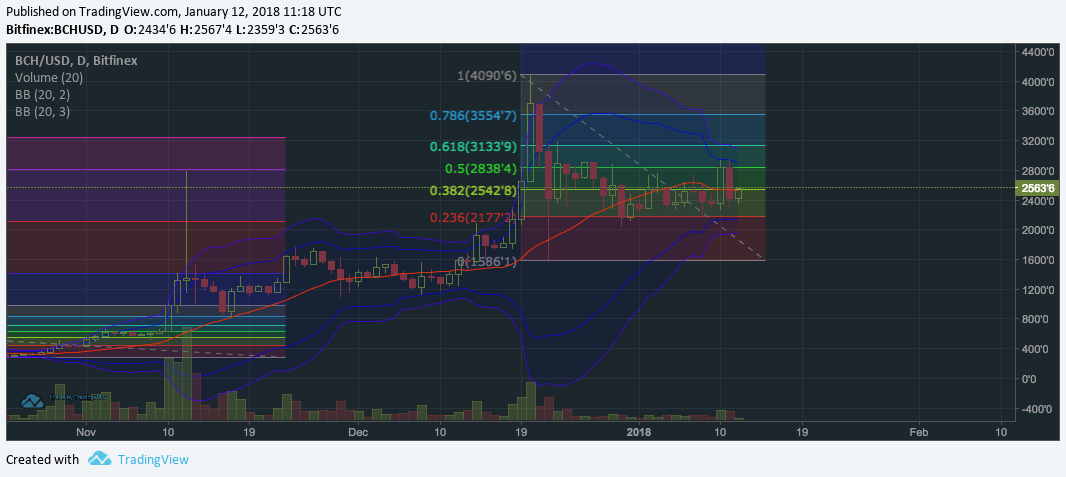 Published on TradingView.com, January 12, 2018 11:18 UTC
Bitfinex:BCHUSD, D O:2434'6 H:2567'4 L:2359'3 C:2563'6
BCH/USD, D, Bitfinex
Volume (20)
BB (20, 2)
BB (20, 3)
4400'0
1(4090'6)
4000'0
0.786(3554'7)
3600'0
0.618(3133'9)
3200'0
0.5(2838'4)
2800'0
0.382(2542'8)
2563'6
2400'0
0.236(2177'2)
2000'0
0(1586'1)
1600'0
1200'0
800'0
400'0
0'0
-400'0
Nov 10 19 Dec 10 19 2018 10 19 Feb 10
Created with TradingView